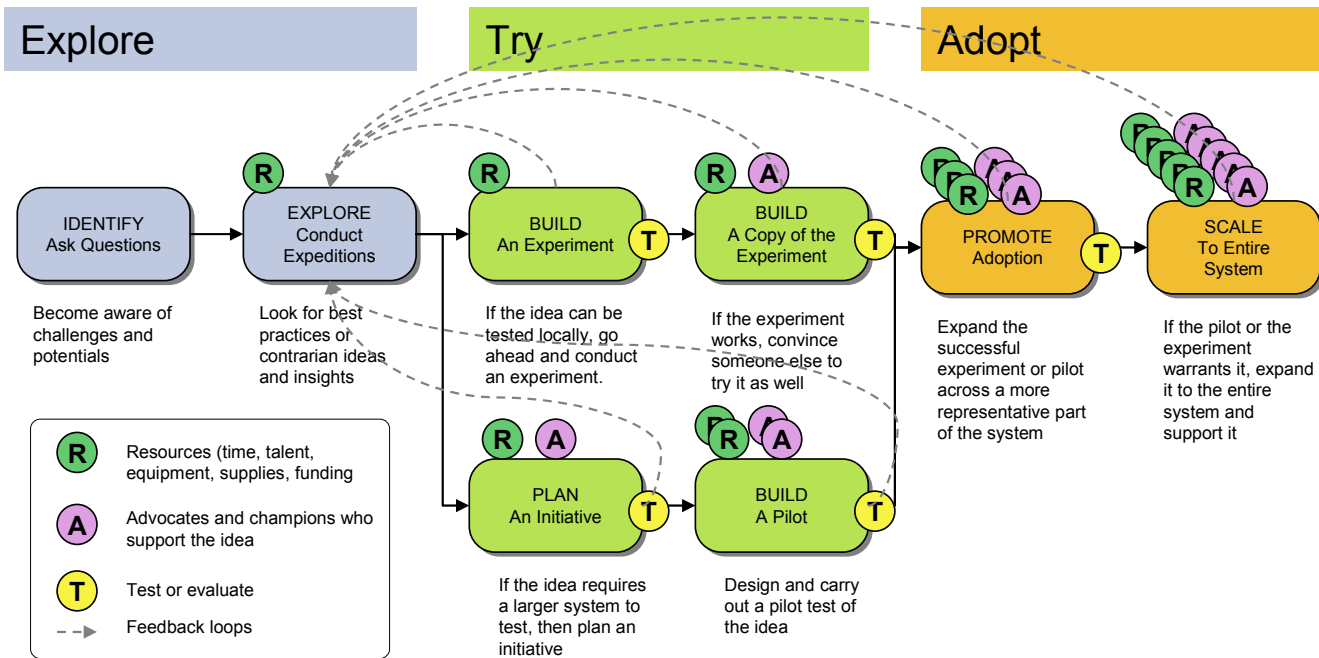 Explore
Try
Adopt
R
IDENTIFY
Ask Questions
Become aware of
challenges and
potentials
EXPLORE
Conduct
Expeditions
Look for best
practices or
contrarian ideas
and insights
R
BUILD
An Experiment
T
If the idea can be
tested locally, go
ahead and conduct
an experiment.
R
A
BUILD
A Copy of the
Experiment
T
If the experiment
works, convince
someone else to
try it as well
R
R
R
A
A
A
PROMOTE
Adoption
T
Expand the
successful
experiment or pilot
across a more
representative part
of the system
R
R
R
R
R
A
A
A
A
A
SCALE
To Entire
System
If the pilot or the
experiment
warrants it, expand
it to the entire
system and
support it
R
A
PLAN
An Initiative
T
If the idea requires
a larger system to
test, then plan an
initiative
R
R
A
A
BUILD
A Pilot
T
Design and carry
out a pilot test of
the idea
R
Resources (time, talent,
equipment, supplies, funding
A
Advocates and champions who
support the idea
T
Test or evaluate
Feedback loops